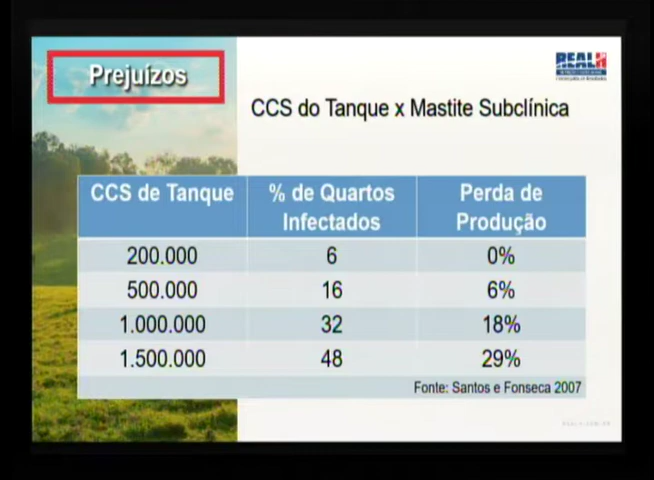 Prejuízos
REALH
CCS do Tanque x Mastite Subclínica
CCS de Tanque % de Quartos Infectados Perda de Produção
200.000 6 0%
500.000 16 6%
1.000.000 32 18%
1.500.000 48 29%
Fonte: Santos e Fonseca 2007